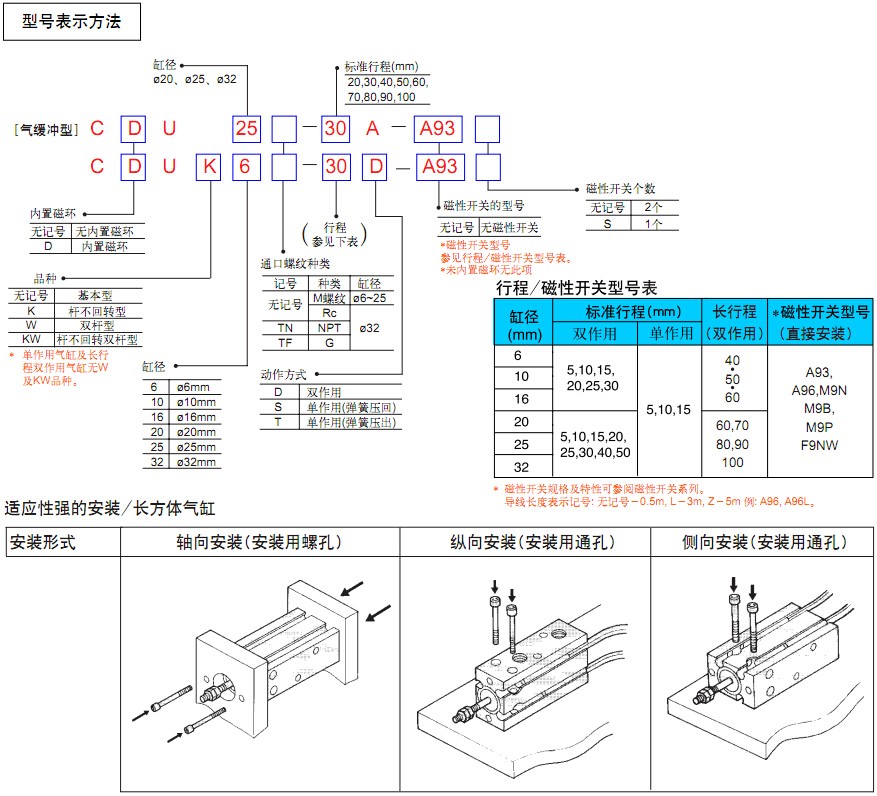 型号表示方法
缸径
ø20、ø25、ø32
标准行程(mm)
20,30,40,50,60,
70,80,90,100
[气缓冲型] C D U 25 - 30 A - A93
C D U K 6 - 30 D - A93
内置磁环
无记号 无内置磁环
D 内置磁环
品种
无记号 基本型
K 杆不回转型
W 双杆型
KW 杆不回转双杆型
* 单作用气缸及长行
程双作用气缸无W
及KW品种。
缸径
6 ø6mm
10 ø10mm
16 ø16mm
20 ø20mm
25 ø25mm
32 ø32mm
(行程
参见下表)
通口螺纹种类
记号 种类 缸径
无记号 M螺纹 ø6~25
Rc ø32
TN NPT
TF G
动作方式
D 双作用
S 单作用(弹簧压回)
T 单作用(弹簧压出)
磁性开关个数
无记号 2个
S 1个
磁性开关的型号
无记号 无磁性开关
*磁性开关型号
参见行程/磁性开关型号表。
*未内置磁环无此项
行程/磁性开关型号表
缸径(mm) 标准行程(mm) 长行程(双作用) *磁性开关型号(直接安装)
双作用 单作用
6
10
16
5,10,15,
20,25,30
20
25
32
5,10,15,20,
25,30,40,50
5,10,15
40
50
60
60,70
80,90
100
A93,
A96,M9N
M9B,
M9P
F9NW
* 磁性开关规格及特性可参阅磁性开关系列。
导线长度表示记号: 无记号-0.5m, L-3m, Z-5m 例: A96, A96L。
适应性强的安装/长方体气缸
安装形式 轴向安装(安装用螺孔) 纵向安装(安装用通孔) 侧向安装(安装用通孔)